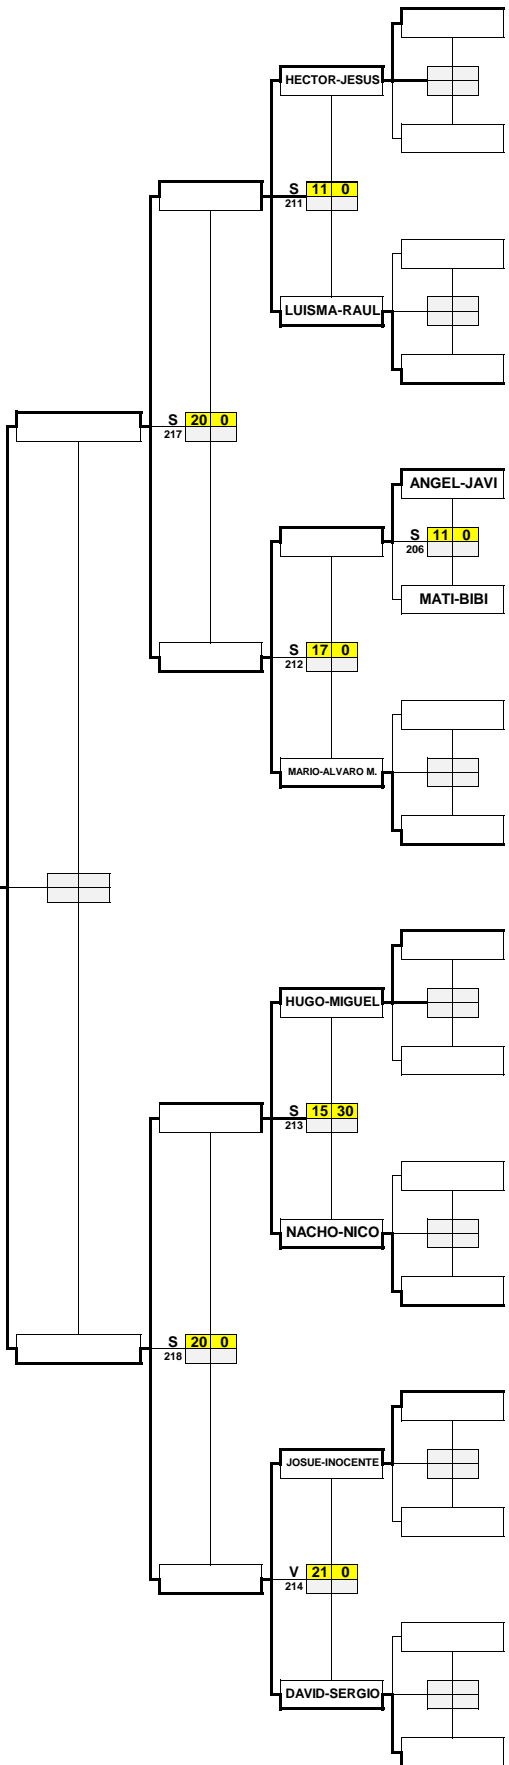 HECTOR-JESUS
S 11 0
211
LUISMA-RAUL
S 20 0
217
ANGEL-JAVI
S 11 0
206
MATI-BIBI
S 17 0
212
MARIO-ALVARO M.
HUGO-MIGUEL
S 15 30
213
NACHO-NICO
S 20 0
218
JOSUE-INOCENTE
V 21 0
214
DAVID-SERGIO